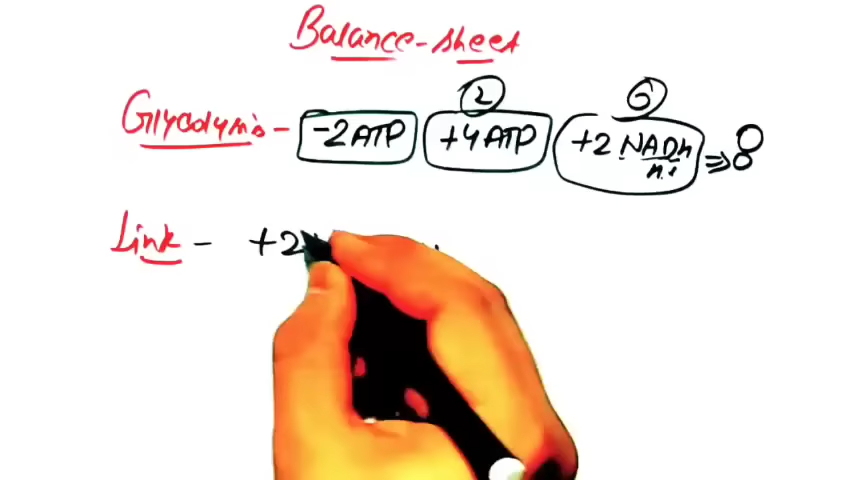 Balance-sheet
2 6
Glycolysis - -2ATP +4ATP +2 NADH ⇒ 8
Link - +2